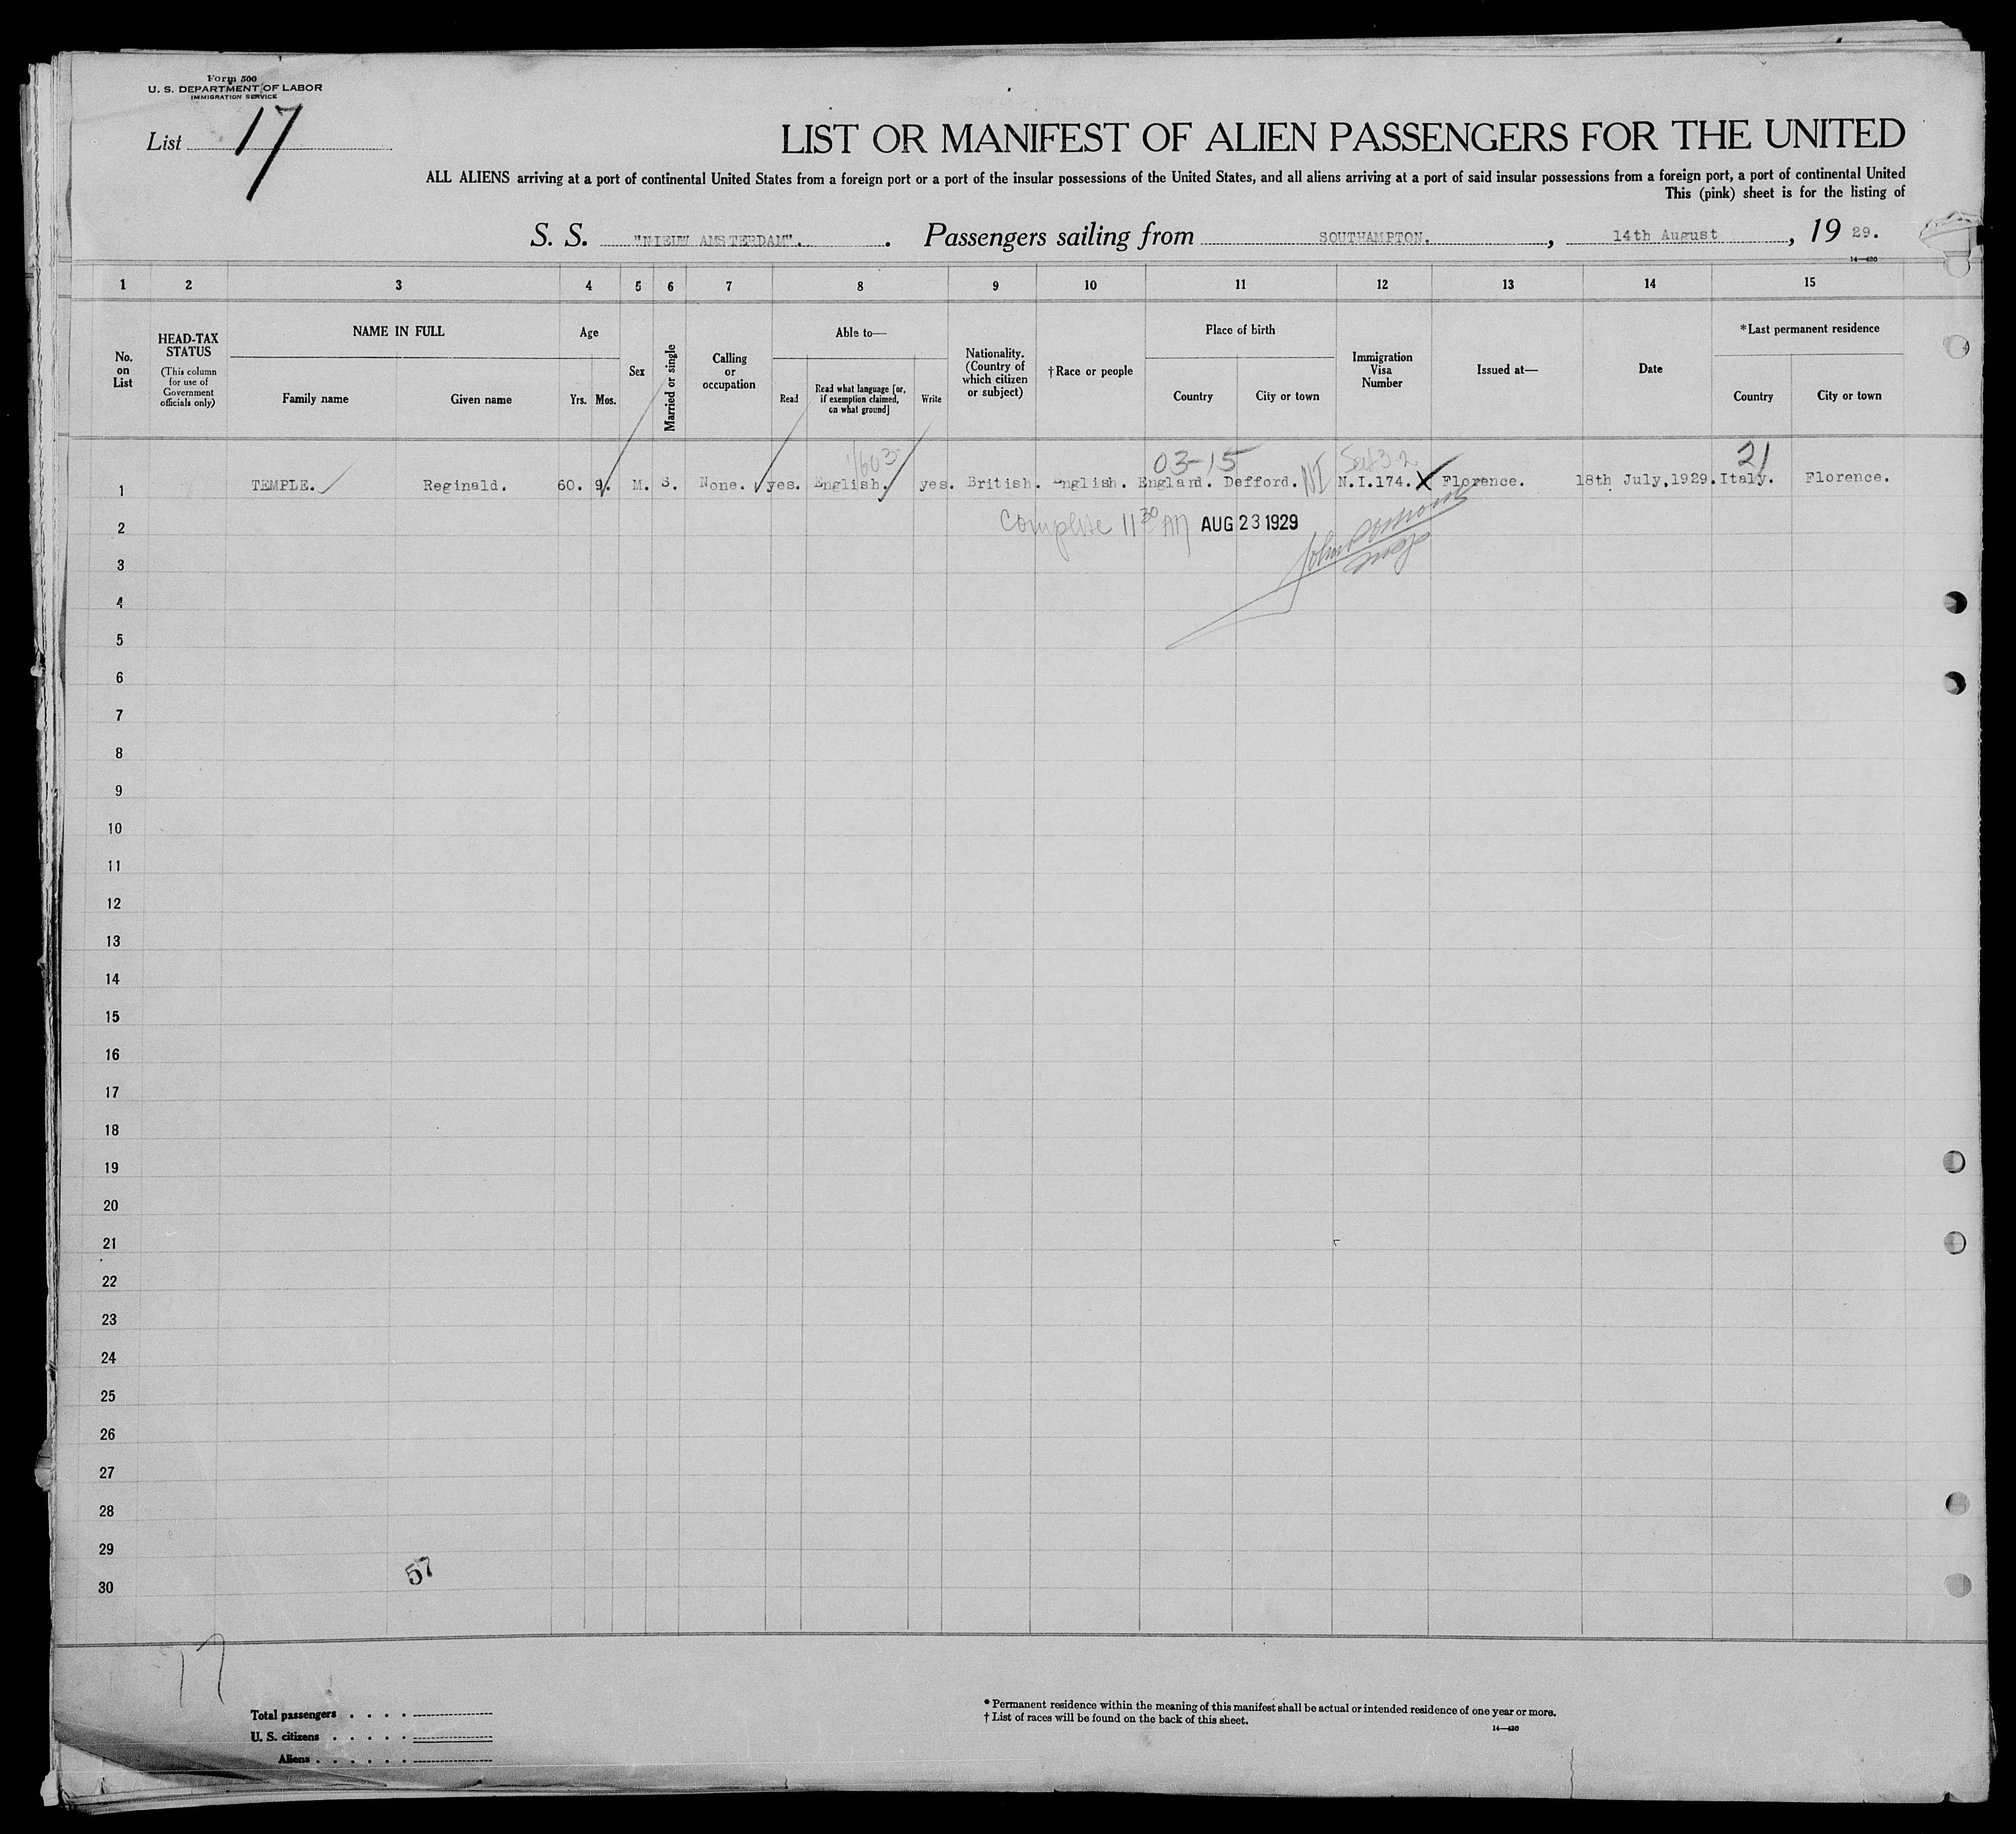 Form 500
U. S. DEPARTMENT OF LABOR
IMMIGRATION SERVICE
List 17
LIST OR MANIFEST OF ALIEN PASSENGERS FOR THE UNITED
ALL ALIENS arriving at a port of continental United States from a foreign port or a port of the insular possessions of the United States, and all aliens arriving at a port of said insular possessions from a foreign port, a port of continental United
This (pink) sheet is for the listing of
S. S. "NIEUW AMSTERDAM". . Passengers sailing from SOUTHAMPTON. , 14th August , 19 29.
14—430
1 2 3 4 5 6 7 8 9 10 11 12 13 14 15
No. on List
HEAD-TAX STATUS
(This column for use of Government officials only)
NAME IN FULL
Family name Given name
Age
Yrs. Mos.
Sex
Married or single
Calling or occupation
Able to—
Read
Read what language [or, if exemption claimed, on what ground]
Write
Nationality. (Country of which citizen or subject)
†Race or people
Place of birth
Country City or town
Immigration Visa Number
Issued at—
Date
*Last permanent residence
Country City or town
03-15 21
1 TEMPLE. Reginald. 60. 9. M. S. None. yes. English. yes. British. English. England. Defford. NI N.I.174. X Florence. 18th July,1929. Italy. Florence.
2 Complete 11 30 AM AUG 23 1929
3
4
5
6
7
8
9
10
11
12
13
14
15
16
17
18
19
20
21
22
23
24
25
26
27
28
29
57
30
17
Total passengers . . . .
U. S. citizens . . . . .
Aliens . . . . . .
* Permanent residence within the meaning of this manifest shall be actual or intended residence of one year or more.
† List of races will be found on the back of this sheet.
14—430